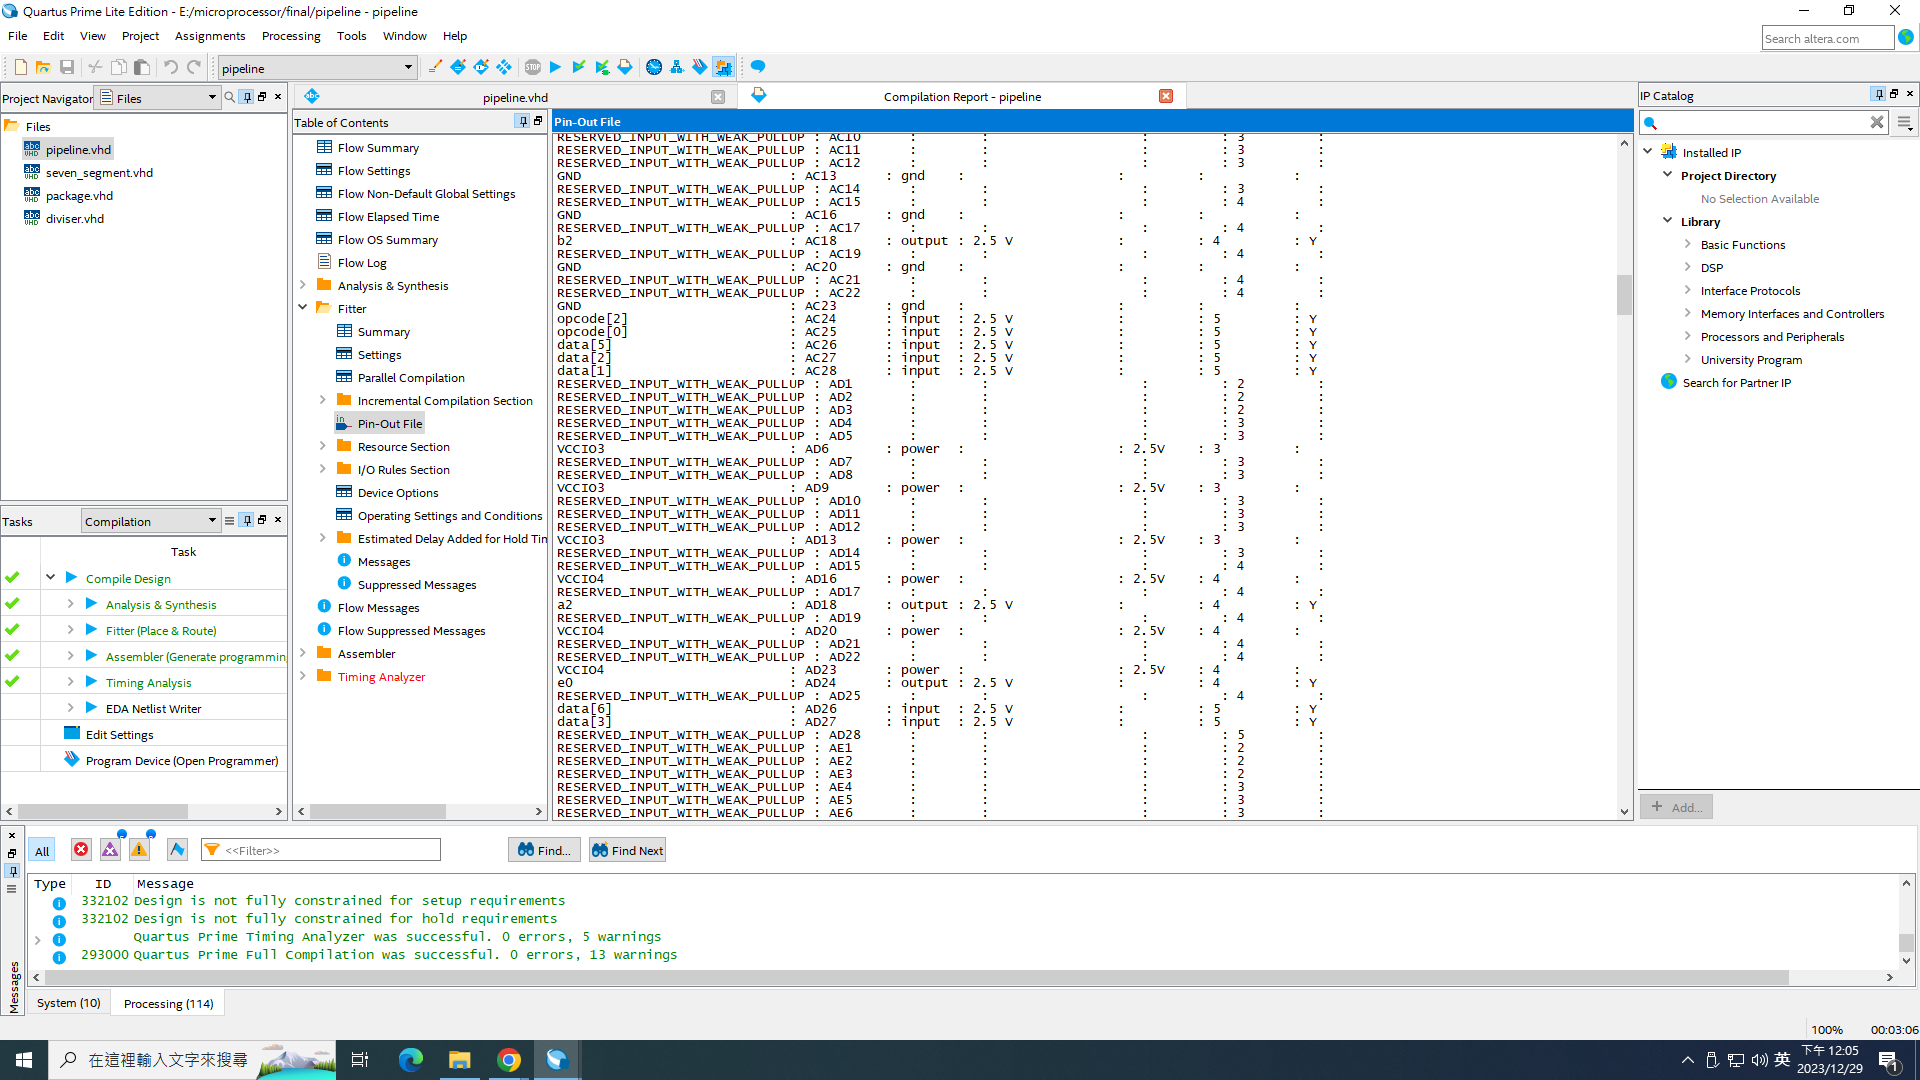 Quartus Prime Lite Edition - E:/microprocessor/final/pipeline - pipeline
File Edit View Project Assignments Processing Tools Window Help
Search altera.com
pipeline
Project Navigator Files
Files
pipeline.vhd
seven_segment.vhd
package.vhd
diviser.vhd
Tasks Compilation
Task
Compile Design
Analysis & Synthesis
Fitter (Place & Route)
Assembler (Generate programmin
Timing Analysis
EDA Netlist Writer
Edit Settings
Program Device (Open Programmer)
pipeline.vhd
Compilation Report - pipeline
Table of Contents
Flow Summary
Flow Settings
Flow Non-Default Global Settings
Flow Elapsed Time
Flow OS Summary
Flow Log
Analysis & Synthesis
Fitter
Summary
Settings
Parallel Compilation
Incremental Compilation Section
Pin-Out File
Resource Section
I/O Rules Section
Device Options
Operating Settings and Conditions
Estimated Delay Added for Hold Tin
Messages
Suppressed Messages
Flow Messages
Flow Suppressed Messages
Assembler
Timing Analyzer
Pin-Out File
RESERVED_INPUT_WITH_WEAK_PULLUP : AC10 : : : : 3 :
RESERVED_INPUT_WITH_WEAK_PULLUP : AC11 : : : : 3 :
RESERVED_INPUT_WITH_WEAK_PULLUP : AC12 : : : : 3 :
GND : AC13 : gnd : : : :
RESERVED_INPUT_WITH_WEAK_PULLUP : AC14 : : : : 3 :
RESERVED_INPUT_WITH_WEAK_PULLUP : AC15 : : : : 4 :
GND : AC16 : gnd : : : :
RESERVED_INPUT_WITH_WEAK_PULLUP : AC17 : : : : 4 :
b2 : AC18 : output : 2.5 V : : 4 : Y
RESERVED_INPUT_WITH_WEAK_PULLUP : AC19 : : : : 4 :
GND : AC20 : gnd : : : :
RESERVED_INPUT_WITH_WEAK_PULLUP : AC21 : : : : 4 :
RESERVED_INPUT_WITH_WEAK_PULLUP : AC22 : : : : 4 :
GND : AC23 : gnd : : : :
opcode[2] : AC24 : input : 2.5 V : : 5 : Y
opcode[0] : AC25 : input : 2.5 V : : 5 : Y
data[5] : AC26 : input : 2.5 V : : 5 : Y
data[2] : AC27 : input : 2.5 V : : 5 : Y
data[1] : AC28 : input : 2.5 V : : 5 : Y
RESERVED_INPUT_WITH_WEAK_PULLUP : AD1 : : : : 2 :
RESERVED_INPUT_WITH_WEAK_PULLUP : AD2 : : : : 2 :
RESERVED_INPUT_WITH_WEAK_PULLUP : AD3 : : : : 2 :
RESERVED_INPUT_WITH_WEAK_PULLUP : AD4 : : : : 3 :
RESERVED_INPUT_WITH_WEAK_PULLUP : AD5 : : : : 3 :
VCCIO3 : AD6 : power : : 2.5V : 3 :
RESERVED_INPUT_WITH_WEAK_PULLUP : AD7 : : : : 3 :
RESERVED_INPUT_WITH_WEAK_PULLUP : AD8 : : : : 3 :
VCCIO3 : AD9 : power : : 2.5V : 3 :
RESERVED_INPUT_WITH_WEAK_PULLUP : AD10 : : : : 3 :
RESERVED_INPUT_WITH_WEAK_PULLUP : AD11 : : : : 3 :
RESERVED_INPUT_WITH_WEAK_PULLUP : AD12 : : : : 3 :
VCCIO3 : AD13 : power : : 2.5V : 3 :
RESERVED_INPUT_WITH_WEAK_PULLUP : AD14 : : : : 3 :
RESERVED_INPUT_WITH_WEAK_PULLUP : AD15 : : : : 4 :
VCCIO4 : AD16 : power : : 2.5V : 4 :
RESERVED_INPUT_WITH_WEAK_PULLUP : AD17 : : : : 4 :
a2 : AD18 : output : 2.5 V : : 4 : Y
RESERVED_INPUT_WITH_WEAK_PULLUP : AD19 : : : : 4 :
VCCIO4 : AD20 : power : : 2.5V : 4 :
RESERVED_INPUT_WITH_WEAK_PULLUP : AD21 : : : : 4 :
RESERVED_INPUT_WITH_WEAK_PULLUP : AD22 : : : : 4 :
VCCIO4 : AD23 : power : : 2.5V : 4 :
e0 : AD24 : output : 2.5 V : : 4 : Y
RESERVED_INPUT_WITH_WEAK_PULLUP : AD25 : : : : 4 :
data[6] : AD26 : input : 2.5 V : : 5 : Y
data[3] : AD27 : input : 2.5 V : : 5 : Y
RESERVED_INPUT_WITH_WEAK_PULLUP : AD28 : : : : 5 :
RESERVED_INPUT_WITH_WEAK_PULLUP : AE1 : : : : 2 :
RESERVED_INPUT_WITH_WEAK_PULLUP : AE2 : : : : 2 :
RESERVED_INPUT_WITH_WEAK_PULLUP : AE3 : : : : 2 :
RESERVED_INPUT_WITH_WEAK_PULLUP : AE4 : : : : 3 :
RESERVED_INPUT_WITH_WEAK_PULLUP : AE5 : : : : 3 :
RESERVED_INPUT_WITH_WEAK_PULLUP : AE6 : : : : 3 :
IP Catalog
Installed IP
Project Directory
No Selection Available
Library
Basic Functions
DSP
Interface Protocols
Memory Interfaces and Controllers
Processors and Peripherals
University Program
Search for Partner IP
Add...
All <<Filter>> Find... Find Next
Type ID Message
332102 Design is not fully constrained for setup requirements
332102 Design is not fully constrained for hold requirements
Quartus Prime Timing Analyzer was successful. 0 errors, 5 warnings
293000 Quartus Prime Full Compilation was successful. 0 errors, 13 warnings
Messages
System (10) Processing (114)
100% 00:03:06
在這裡輸入文字來搜尋
英
下午 12:05
2023/12/29
1